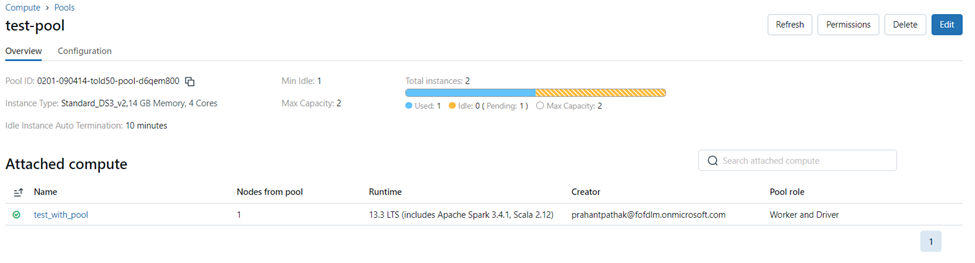 Compute > Pools
test-pool
Refresh
Permissions
Delete
Edit
Overview
Configuration
Pool ID: 0201-090414-told50-pool-d6qem800
Min Idle: 1
Total instances: 2
Instance Type: Standard_DS3_v2,14 GB Memory, 4 Cores
Max Capacity: 2
Used: 1 Idle: 0 ( Pending: 1 ) Max Capacity: 2
Idle Instance Auto Termination: 10 minutes
Attached compute
Search attached compute
Name Nodes from pool Runtime Creator Pool role
test_with_pool 1 13.3 LTS (includes Apache Spark 3.4.1, Scala 2.12) prahantpathak@fofdlm.onmicrosoft.com Worker and Driver
1